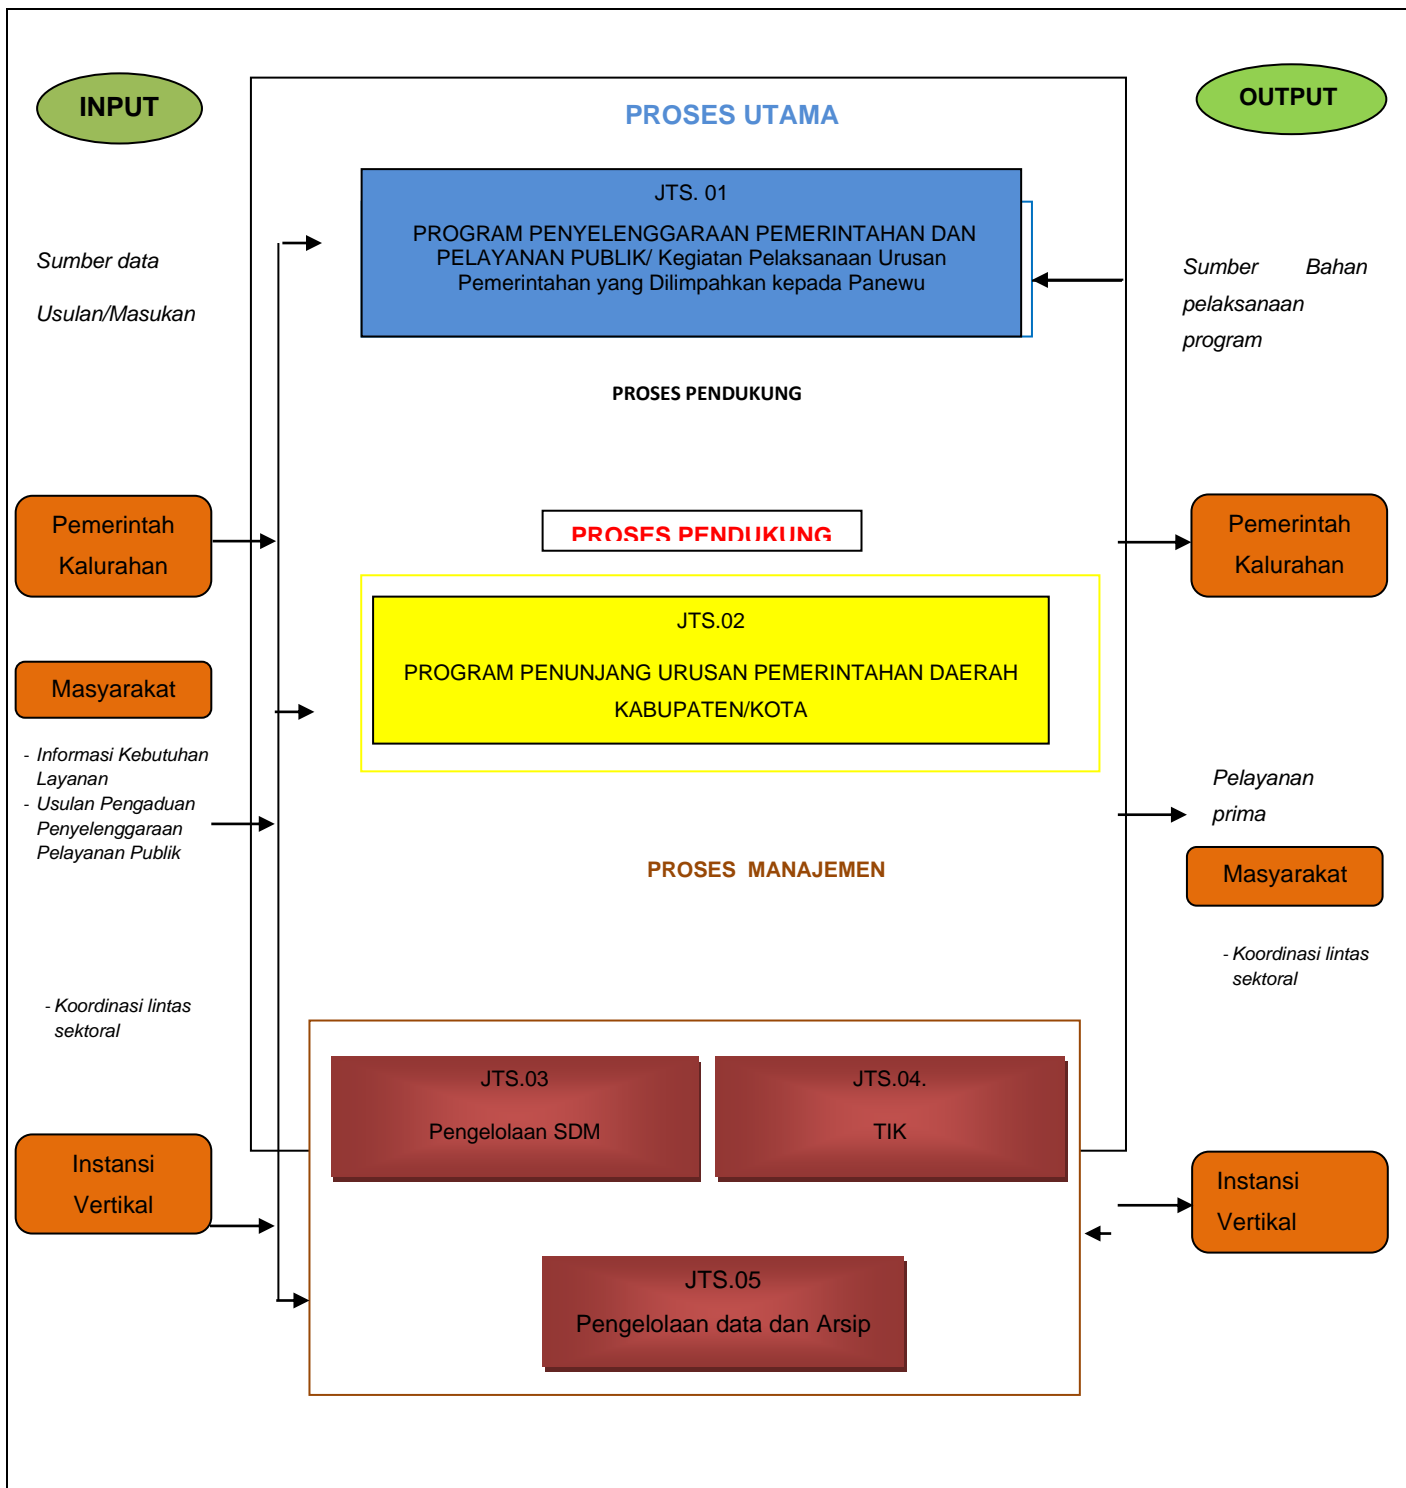 INPUT
OUTPUT
PROSES UTAMA
JTS. 01
PROGRAM PENYELENGGARAAN PEMERINTAHAN DAN
PELAYANAN PUBLIK/ Kegiatan Pelaksanaan Urusan
Pemerintahan yang Dilimpahkan kepada Panewu
Sumber data
Usulan/Masukan
Sumber Bahan
pelaksanaan
program
PROSES PENDUKUNG
Pemerintah
Kalurahan
PROSES PENDUKUNG
Pemerintah
Kalurahan
JTS.02
PROGRAM PENUNJANG URUSAN PEMERINTAHAN DAERAH
KABUPATEN/KOTA
Masyarakat
- Informasi Kebutuhan
Layanan
- Usulan Pengaduan
Penyelenggaraan
Pelayanan Publik
Pelayanan
prima
PROSES MANAJEMEN
Masyarakat
- Koordinasi lintas
sektoral
- Koordinasi lintas
sektoral
JTS.03
Pengelolaan SDM
JTS.04.
TIK
Instansi
Vertikal
Instansi
Vertikal
JTS.05
Pengelolaan data dan Arsip